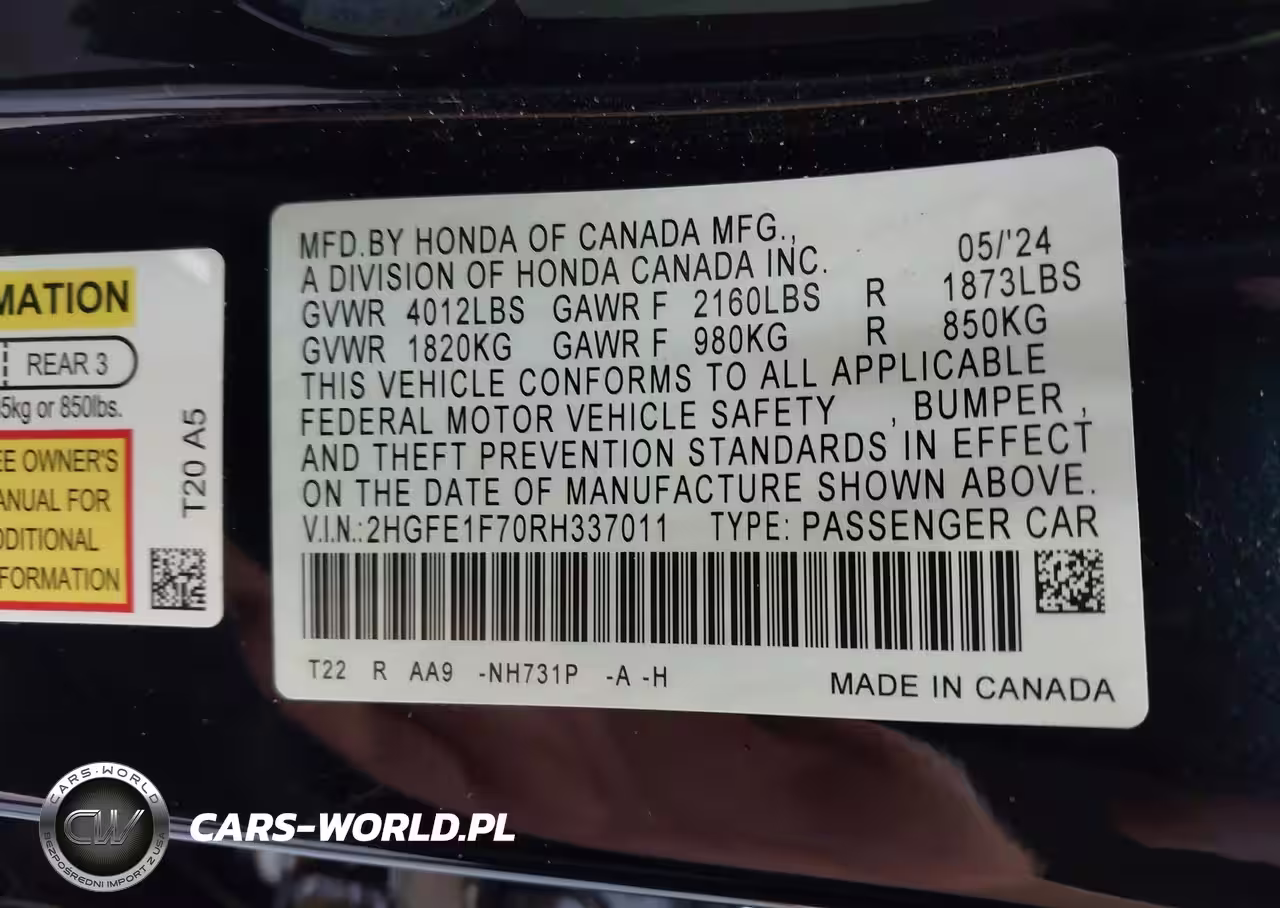 MATION
REAR 3
5kg or 850lbs.
EE OWNER'S
ANUAL FOR
DDITIONAL
FORMATION
T20 A5
MFD.BY HONDA OF CANADA MFG.,
A DIVISION OF HONDA CANADA INC. 05/'24
GVWR 4012LBS GAWR F 2160LBS R 1873LBS
GVWR 1820KG GAWR F 980KG R 850KG
THIS VEHICLE CONFORMS TO ALL APPLICABLE
FEDERAL MOTOR VEHICLE SAFETY , BUMPER ,
AND THEFT PREVENTION STANDARDS IN EFFECT
ON THE DATE OF MANUFACTURE SHOWN ABOVE.
V.I.N.:2HGFE1F70RH337011 TYPE: PASSENGER CAR
T22 R AA9 -NH731P -A -H
MADE IN CANADA
CARS-WORLD
CW
BEZPOŚREDNI IMPORT Z USA
CARS-WORLD.PL